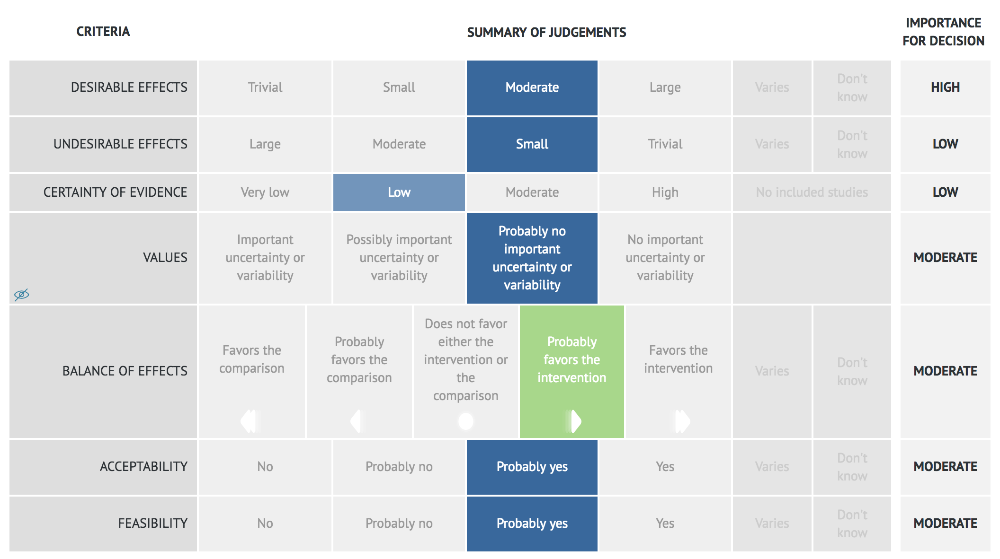 CRITERIA
SUMMARY OF JUDGEMENTS
IMPORTANCE
FOR DECISION
DESIRABLE EFFECTS
Trivial
Small
Moderate
Large
Varies
Don't
know
HIGH
UNDESIRABLE EFFECTS
Large
Moderate
Small
Trivial
Varies
Don't
know
LOW
CERTAINTY OF EVIDENCE
Very low
Low
Moderate
High
No included studies
LOW
VALUES
Important
uncertainty or
variability
Possibly important
uncertainty or
variability
Probably no
important
uncertainty or
variability
No important
uncertainty or
variability
MODERATE
BALANCE OF EFFECTS
Favors the
comparison
Probably
favors the
comparison
Does not favor
either the
intervention or
the
comparison
Probably
favors the
intervention
Favors the
intervention
Varies
Don't
know
MODERATE
ACCEPTABILITY
No
Probably no
Probably yes
Yes
Varies
Don't
know
MODERATE
FEASIBILITY
No
Probably no
Probably yes
Yes
Varies
Don't
know
MODERATE